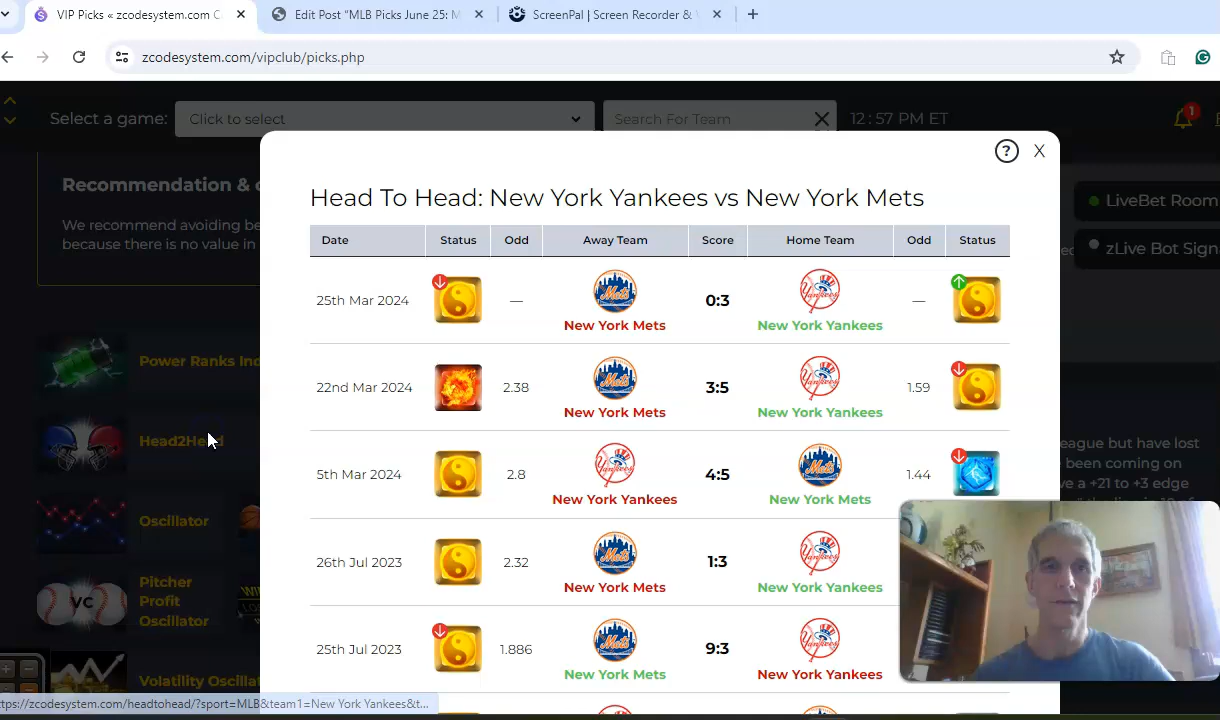 VIP Picks « zcodesystem.com C
Edit Post "MLB Picks June 25: M
ScreenPal | Screen Recorder &
zcodesystem.com/vipclub/picks.php
Select a game:
Click to select
Search For Team
12:57 PM ET
1
Recommendation &
We recommend avoiding be
because there is no value in
LiveBet Room
zLive Bot Sign
? X
Head To Head: New York Yankees vs New York Mets
Date Status Odd Away Team Score Home Team Odd Status
25th Mar 2024 — 0:3 —
New York Mets New York Yankees
22nd Mar 2024 2.38 3:5 1.59
New York Mets New York Yankees
5th Mar 2024 2.8 4:5 1.44
New York Yankees New York Mets
26th Jul 2023 2.32 1:3
New York Mets New York Yankees
25th Jul 2023 1.886 9:3
New York Mets New York Yankees
Power Ranks Ind
Head2Head
Oscillator
Pitcher
Profit
Oscillator
VC
Volatility Oscillat
eague but have lost
been coming on
ve a +21 to +3 edge
ttps://zcodesystem.com/headtohead/?sport=MLB&team1=New York Yankees&t...